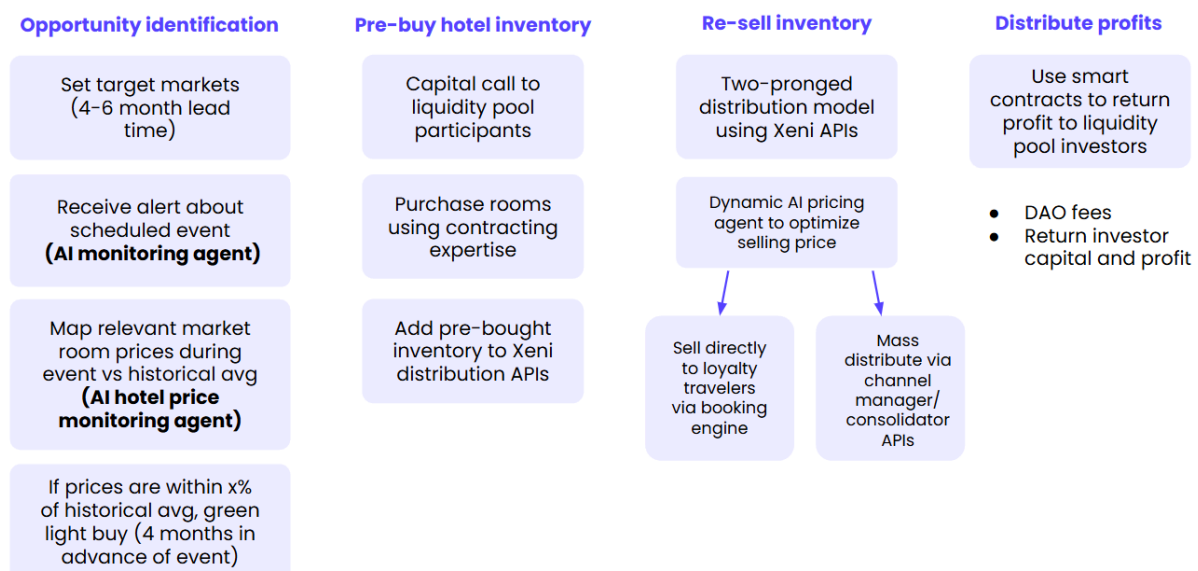 Opportunity identification
Set target markets
(4-6 month lead
time)
Receive alert about
scheduled event
(AI monitoring agent)
Map relevant market
room prices during
event vs historical avg
(AI hotel price
monitoring agent)
If prices are within x%
of historical avg, green
light buy (4 months in
advance of event)
Pre-buy hotel inventory
Capital call to
liquidity pool
participants
Purchase rooms
using contracting
expertise
Add pre-bought
inventory to Xeni
distribution APIs
Re-sell inventory
Two-pronged
distribution model
using Xeni APIs
Dynamic AI pricing
agent to optimize
selling price
Sell directly
to loyalty
travelers
via booking
engine
Mass
distribute via
channel
manager/
consolidator
APIs
Distribute profits
Use smart
contracts to return
profit to liquidity
pool investors
● DAO fees
● Return investor
capital and profit